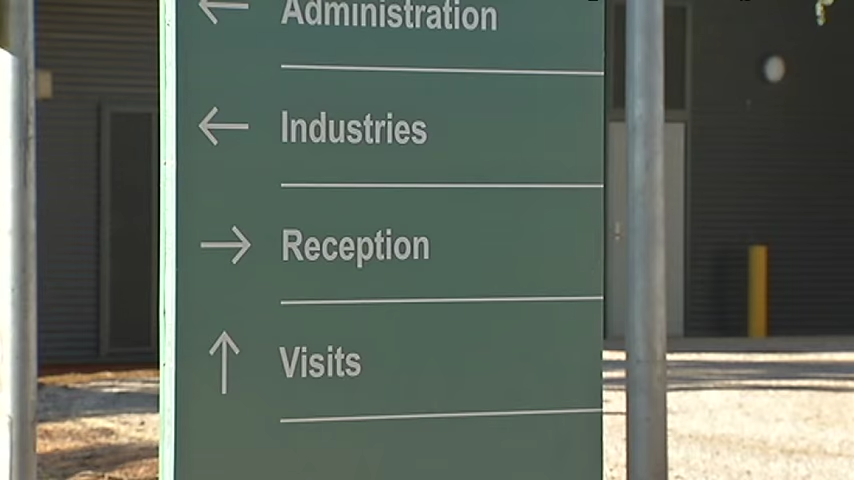 ← Administration
← Industries
→ Reception
↑ Visits